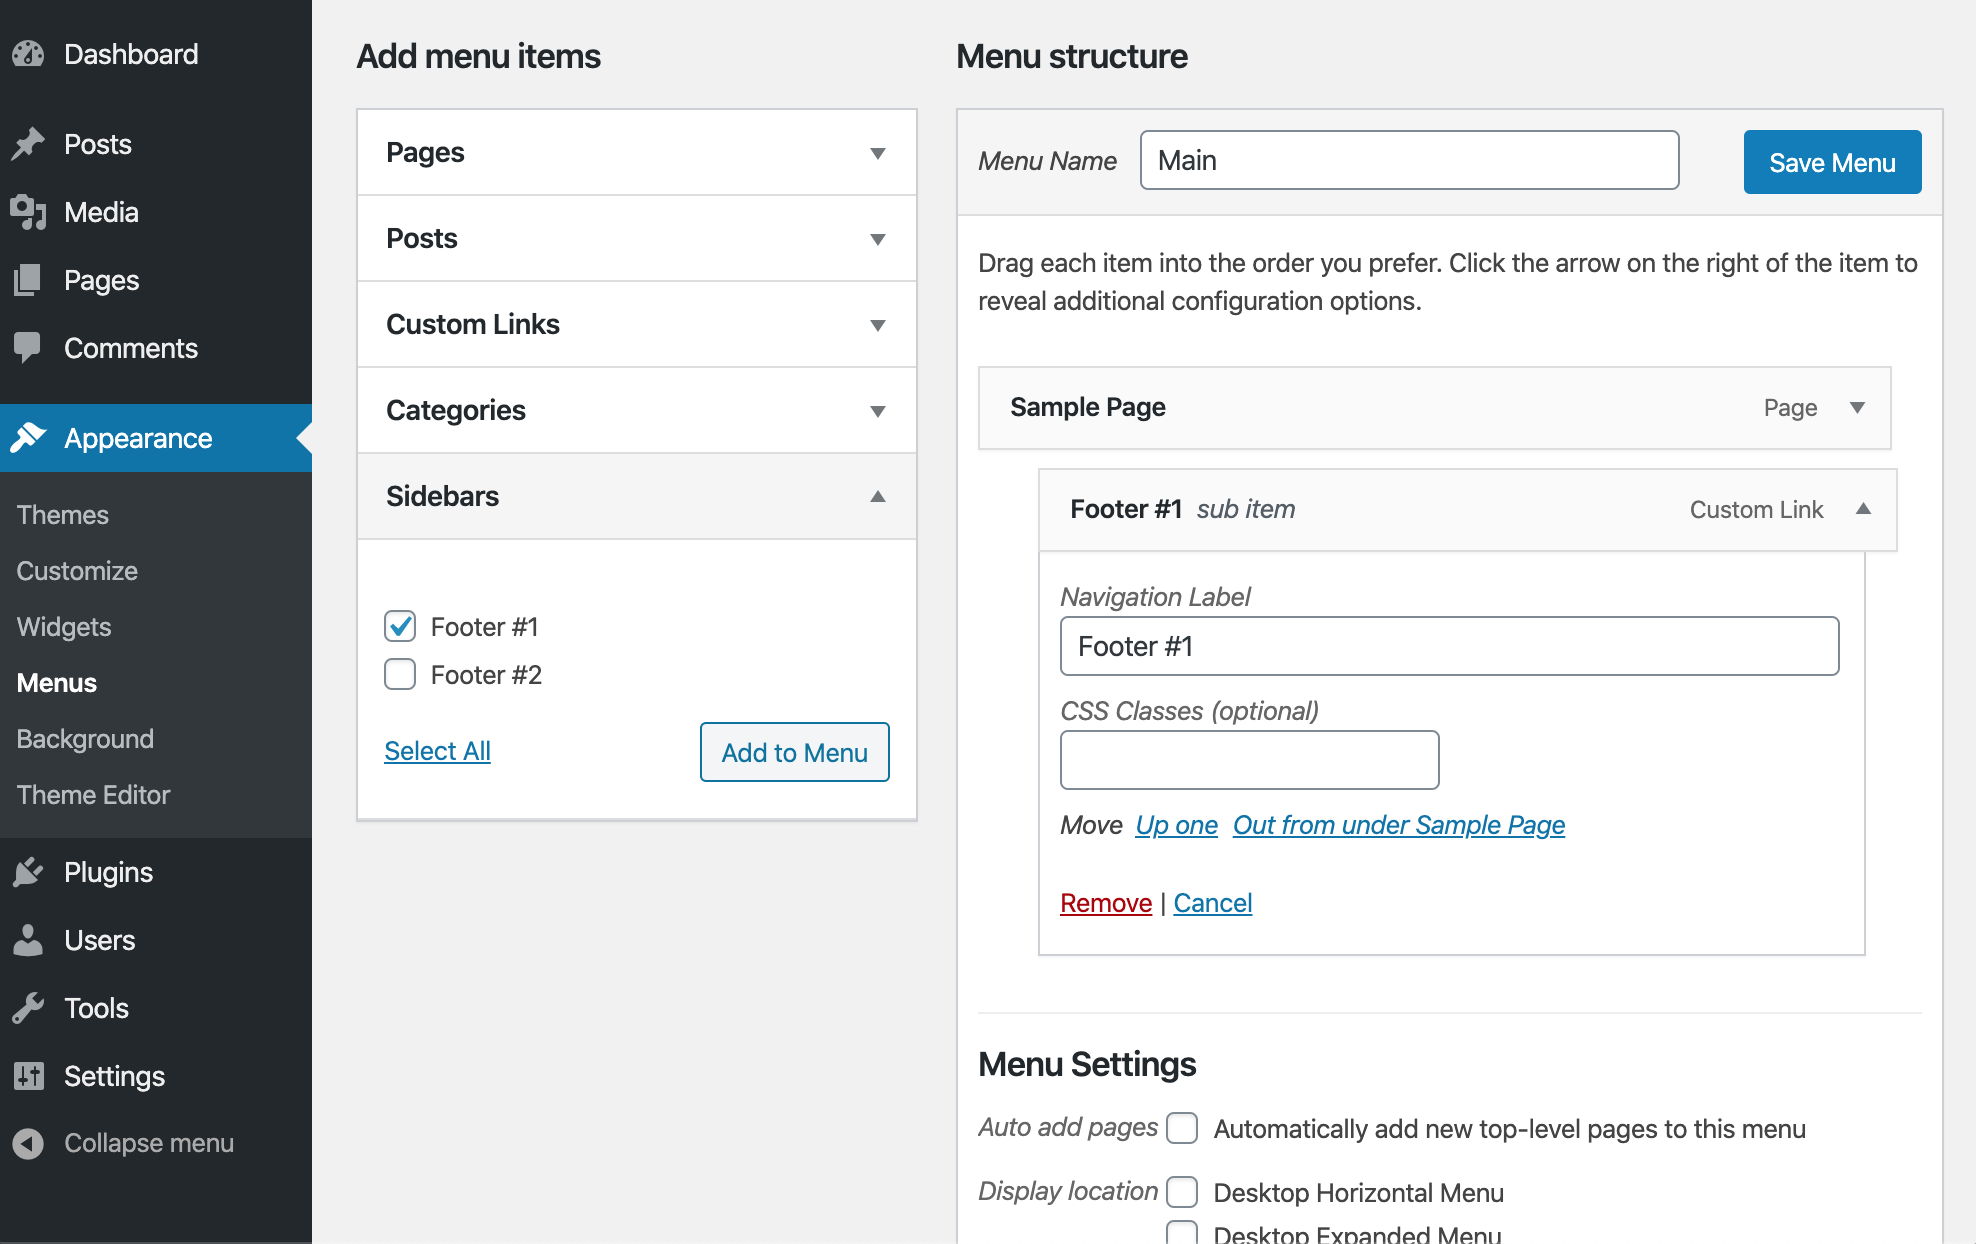 Dashboard
Posts
Media
Pages
Comments
Appearance
Themes
Customize
Widgets
Menus
Background
Theme Editor
Plugins
Users
Tools
Settings
Collapse menu
Add menu items
Pages
Posts
Custom Links
Categories
Sidebars
Footer #1
Footer #2
Select All Add to Menu
Menu structure
Menu Name Main Save Menu
Drag each item into the order you prefer. Click the arrow on the right of the item to
reveal additional configuration options.
Sample Page Page
Footer #1 sub item Custom Link
Navigation Label
Footer #1
CSS Classes (optional)
Move Up one Out from under Sample Page
Remove | Cancel
Menu Settings
Auto add pages Automatically add new top-level pages to this menu
Display location Desktop Horizontal Menu
Desktop Expanded Menu